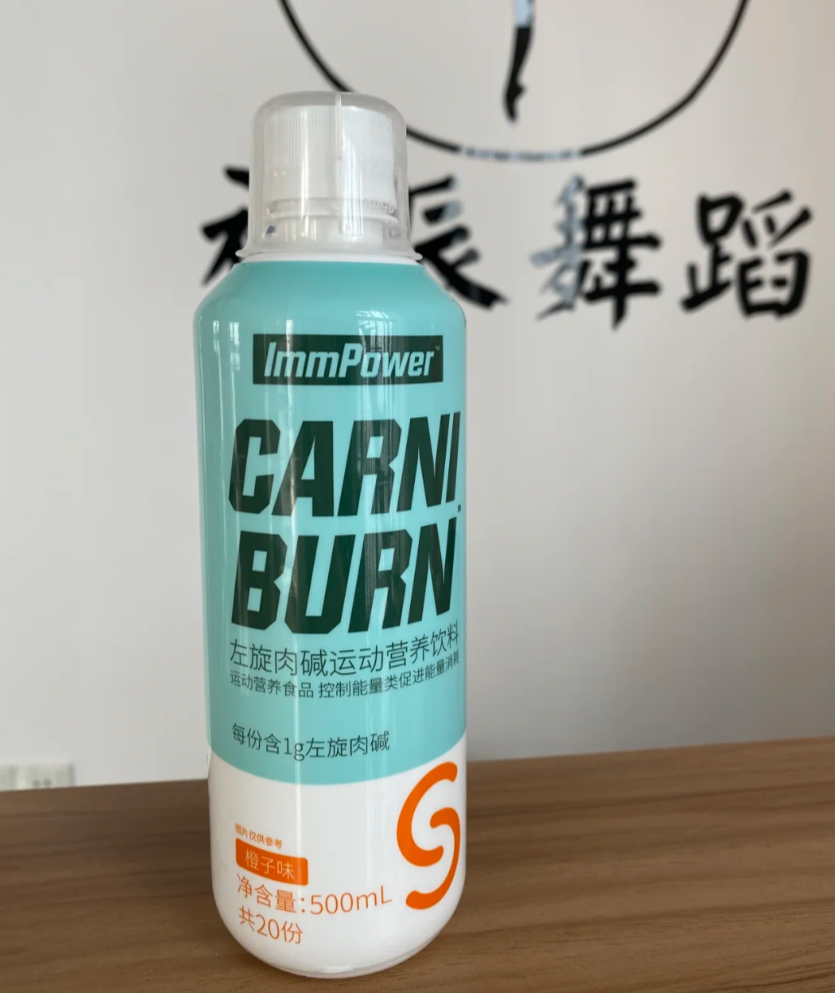 舞蹈
ImmPower™
CARNI
BURN™
左旋肉碱运动营养饮料
运动营养食品 控制能量类促进能量消耗
每份含1g左旋肉碱
图片仅供参考
橙子味
净含量:500mL
共20份